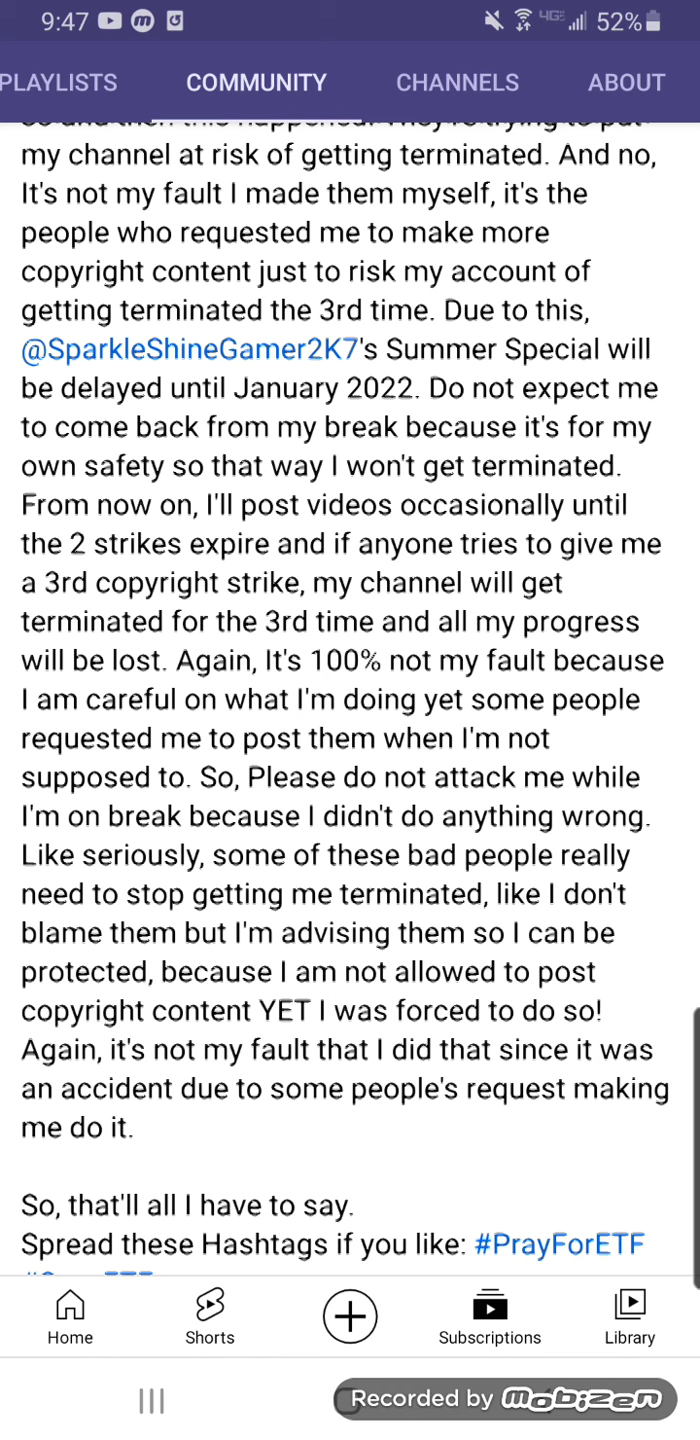 9:47
4GE
52%
PLAYLISTS
COMMUNITY
CHANNELS
ABOUT
my channel at risk of getting terminated. And no,
It's not my fault I made them myself, it's the
people who requested me to make more
copyright content just to risk my account of
getting terminated the 3rd time. Due to this,
@SparkleShineGamer2K7's Summer Special will
be delayed until January 2022. Do not expect me
to come back from my break because it's for my
own safety so that way I won't get terminated.
From now on, I'll post videos occasionally until
the 2 strikes expire and if anyone tries to give me
a 3rd copyright strike, my channel will get
terminated for the 3rd time and all my progress
will be lost. Again, It's 100% not my fault because
I am careful on what I'm doing yet some people
requested me to post them when I'm not
supposed to. So, Please do not attack me while
I'm on break because I didn't do anything wrong.
Like seriously, some of these bad people really
need to stop getting me terminated, like I don't
blame them but I'm advising them so I can be
protected, because I am not allowed to post
copyright content YET I was forced to do so!
Again, it's not my fault that I did that since it was
an accident due to some people's request making
me do it.
So, that'll all I have to say.
Spread these Hashtags if you like: #PrayForETF
Home
Shorts
Subscriptions
Library
Recorded by mobizen